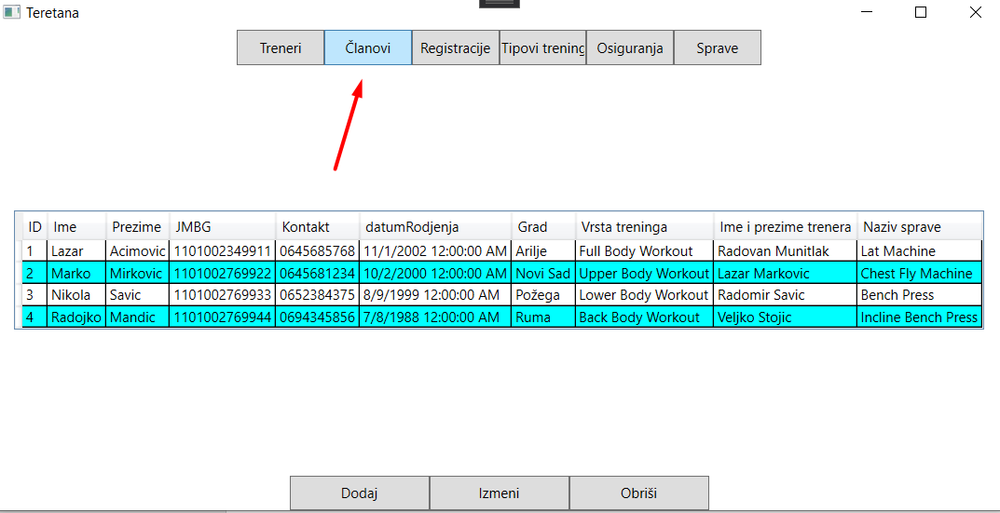 Teretana
Treneri Članovi Registracije Tipovi trening Osiguranja Sprave
ID Ime Prezime JMBG Kontakt datumRodjenja Grad Vrsta treninga Ime i prezime trenera Naziv sprave
1 Lazar Acimovic 1101002349911 0645685768 11/1/2002 12:00:00 AM Arilje Full Body Workout Radovan Munitlak Lat Machine
2 Marko Mirkovic 1101002769922 0645681234 10/2/2000 12:00:00 AM Novi Sad Upper Body Workout Lazar Markovic Chest Fly Machine
3 Nikola Savic 1101002769933 0652384375 8/9/1999 12:00:00 AM Požega Lower Body Workout Radomir Savic Bench Press
4 Radojko Mandic 1101002769944 0694345856 7/8/1988 12:00:00 AM Ruma Back Body Workout Veljko Stojic Incline Bench Press
Dodaj Izmeni Obriši